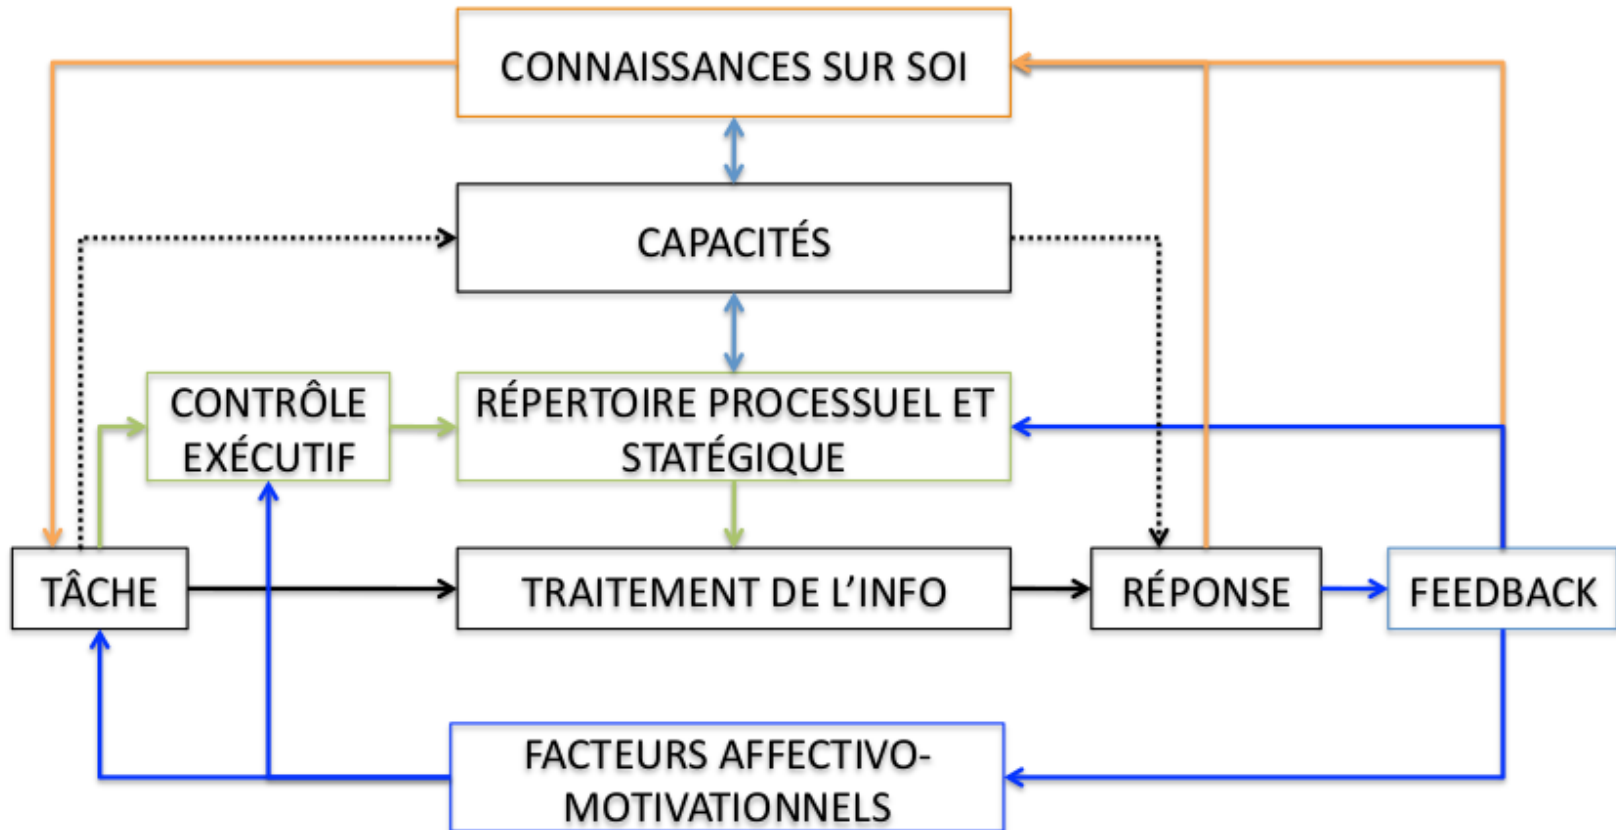 CONNAISSANCES SUR SOI
CAPACITÉS
CONTRÔLE
EXÉCUTIF
RÉPERTOIRE PROCESSUEL ET
STATÉGIQUE
TÂCHE
TRAITEMENT DE L’INFO
RÉPONSE
FEEDBACK
FACTEURS AFFECTIVO-
MOTIVATIONNELS